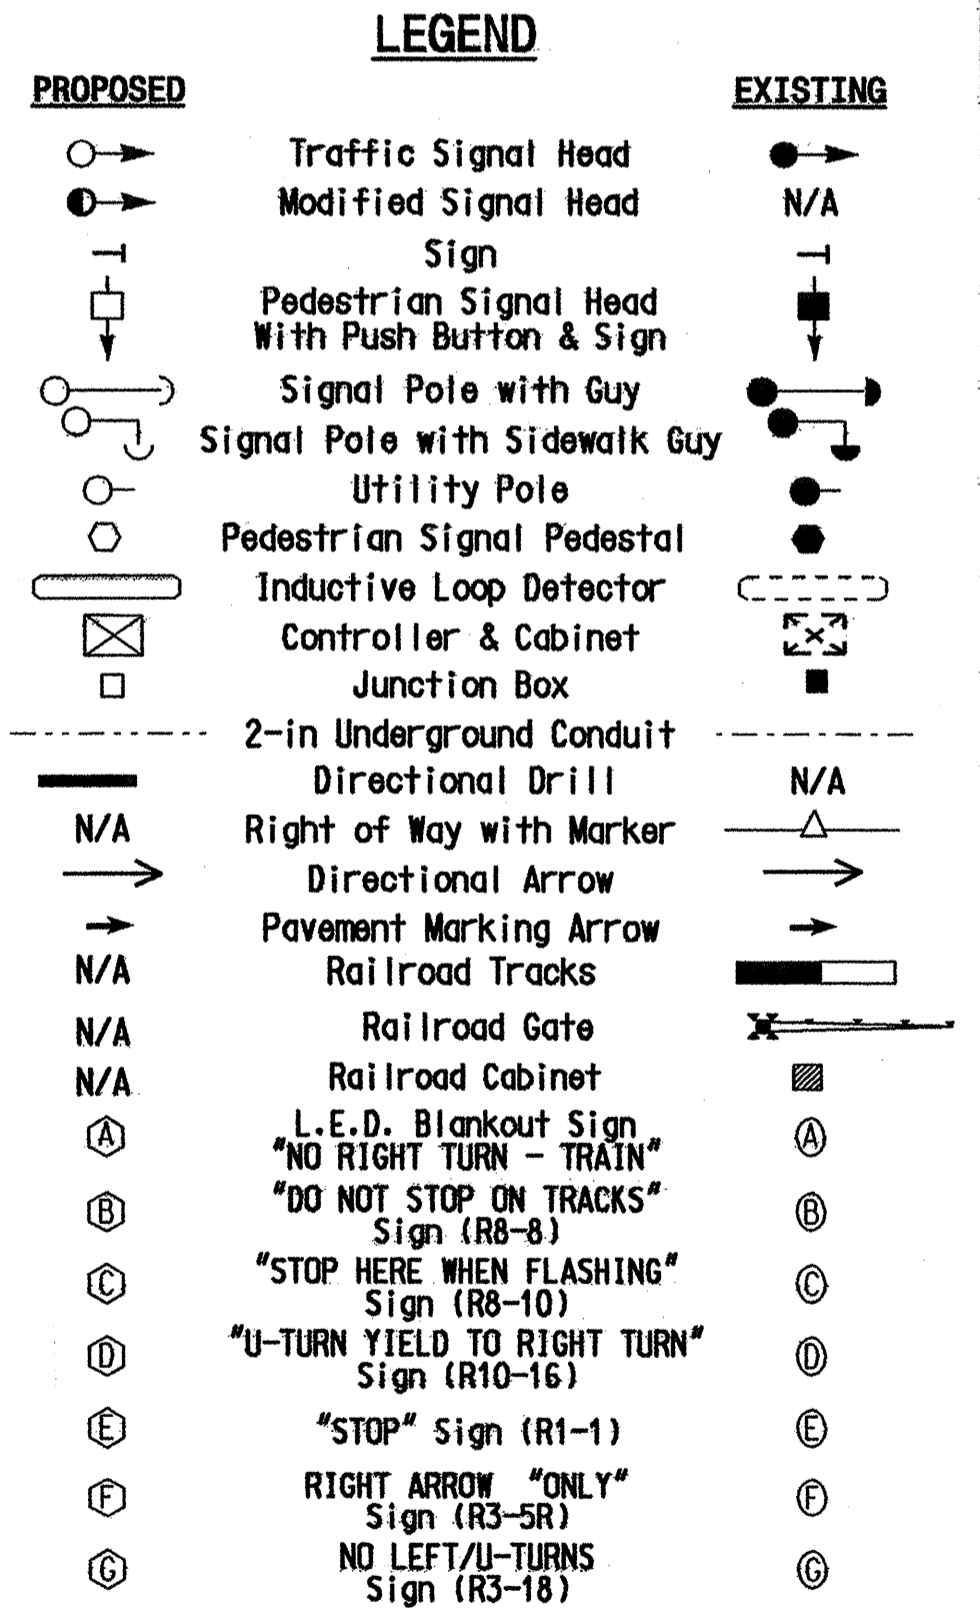 LEGEND
PROPOSED EXISTING
Traffic Signal Head
Modified Signal Head N/A
Sign
Pedestrian Signal Head
With Push Button & Sign
Signal Pole with Guy
Signal Pole with Sidewalk Guy
Utility Pole
Pedestrian Signal Pedestal
Inductive Loop Detector
Controller & Cabinet
Junction Box
2-in Underground Conduit
Directional Drill N/A
N/A Right of Way with Marker
Directional Arrow
Pavement Marking Arrow
N/A Railroad Tracks
N/A Railroad Gate
N/A Railroad Cabinet
A L.E.D. Blankout Sign A
"NO RIGHT TURN - TRAIN"
B "DO NOT STOP ON TRACKS" B
Sign (R8-8)
C "STOP HERE WHEN FLASHING" C
Sign (R8-10)
D "U-TURN YIELD TO RIGHT TURN" D
Sign (R10-16)
E "STOP" Sign (R1-1) E
F RIGHT ARROW "ONLY" F
Sign (R3-5R)
G NO LEFT/U-TURNS G
Sign (R3-18)